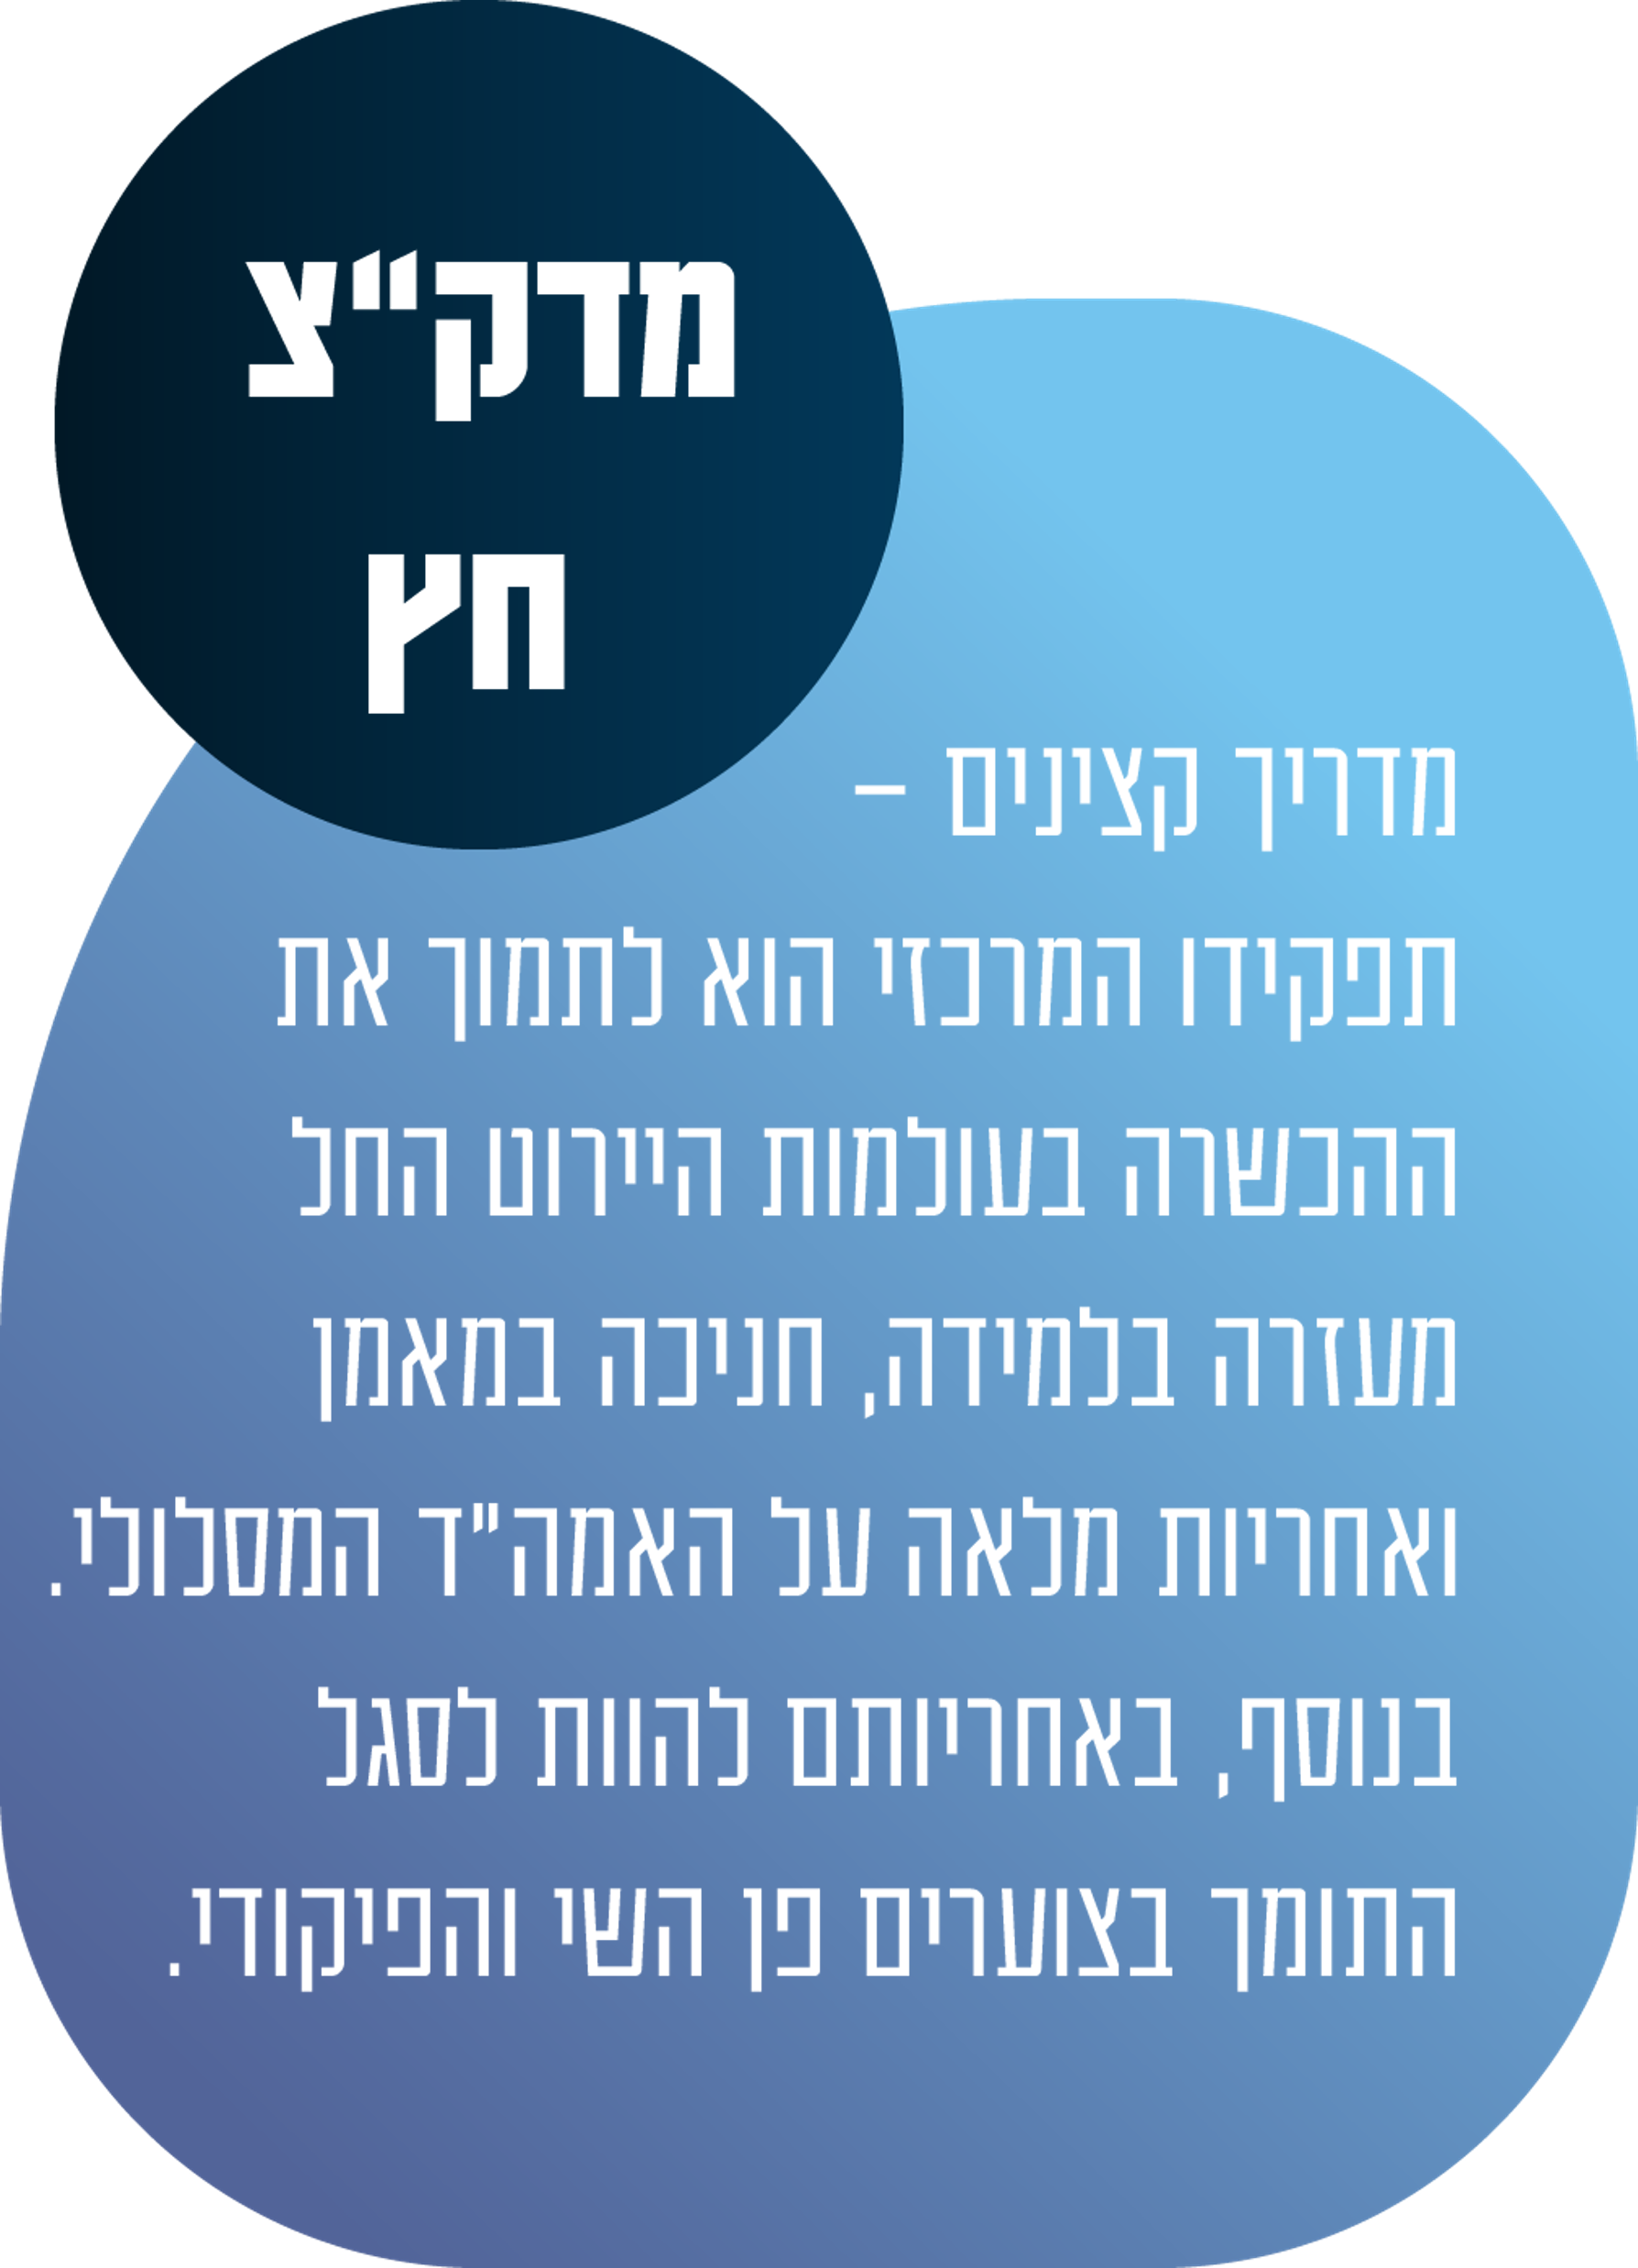 מדק״צ
חץ
מדריך קצינים –
תפקידו המרכזי הוא לתמוך את
ההכשרה בעולמות היירוט החל
מעזרה בלמידה, חניכה במאמן
ואחריות מלאה על האמה"ד המסלולי.
בנוסף, באחריותם להוות לסגל
התומך בצוערים פן השי והפיקודי.